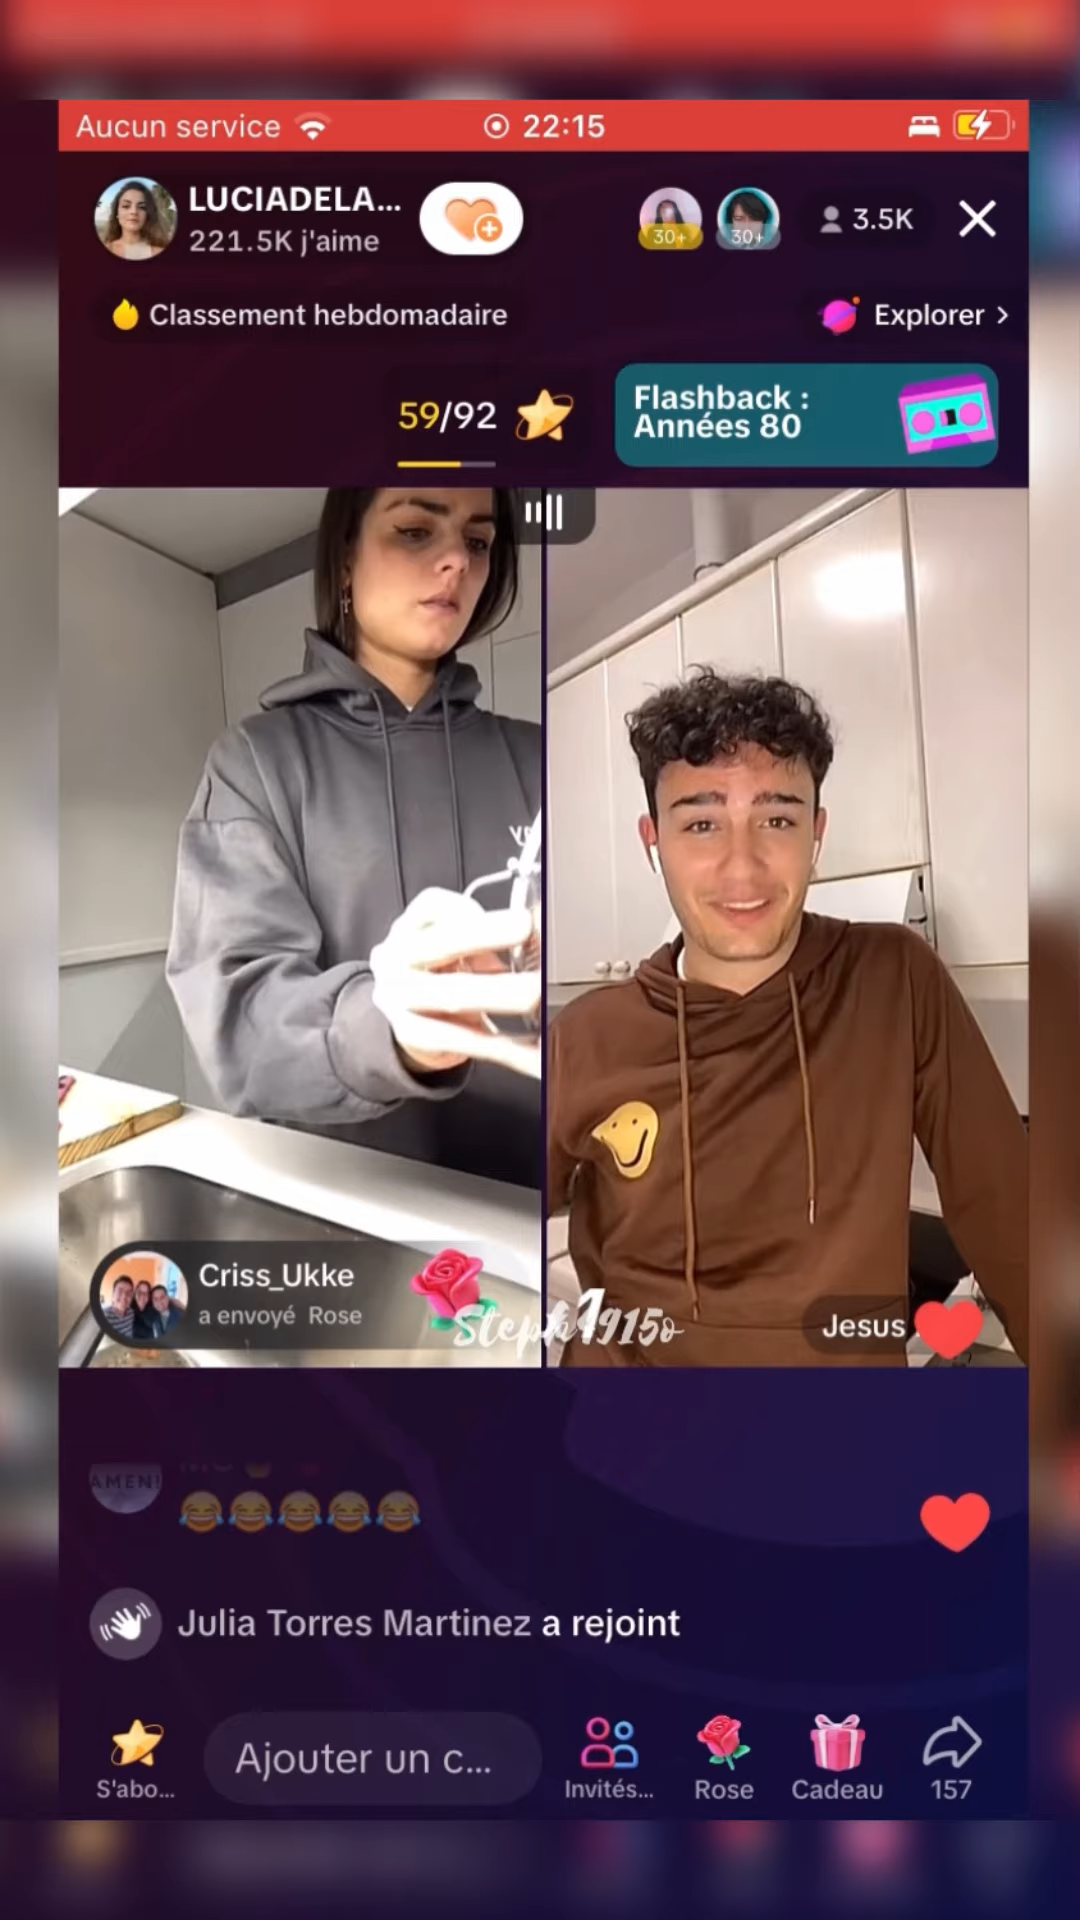 Aucun service
22:15
LUCIADELA...
221.5K j'aime
30+
30+
3.5K
Classement hebdomadaire
Explorer >
59/92
Flashback :
Années 80
Criss_Ukke
a envoyé Rose
Jesus
AMEN!
😂😂😂😂😂
Julia Torres Martinez a rejoint
S'abo...
Ajouter un c...
Invités...
Rose
Cadeau
157